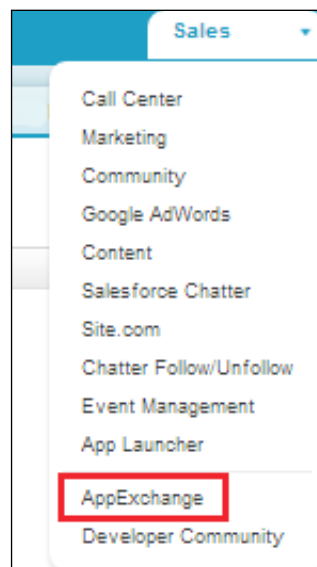 Sales
Call Center
Marketing
Community
Google AdWords
Content
Salesforce Chatter
Site.com
Chatter Follow/Unfollow
Event Management
App Launcher
AppExchange
Developer Community